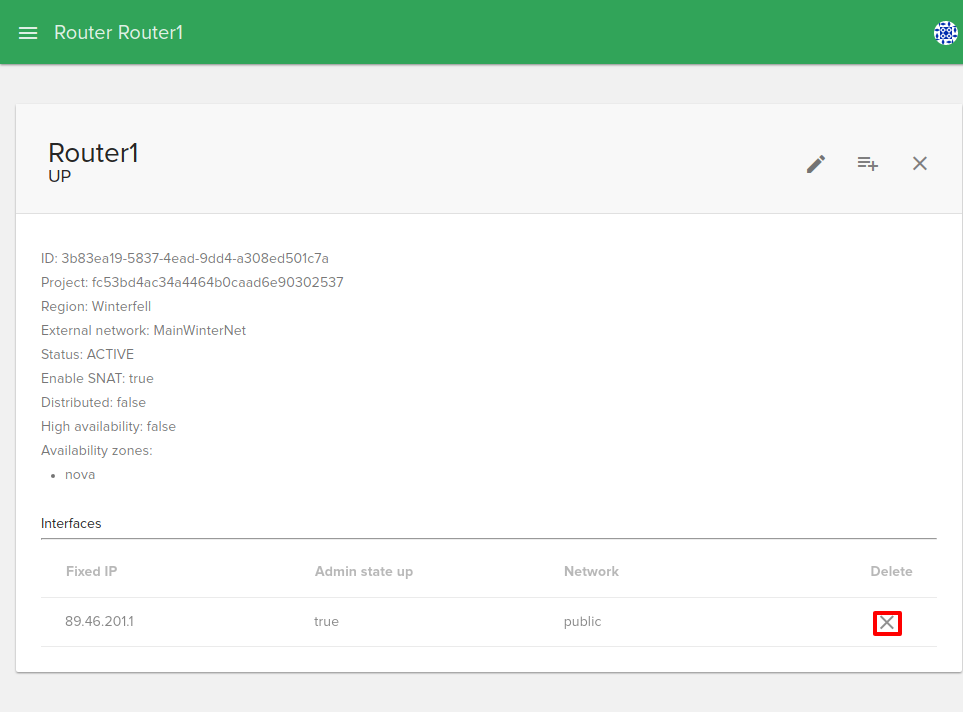 Router Router1
Router1
UP
ID: 3b83ea19-5837-4ead-9dd4-a308ed501c7a
Project: fc53bd4ac34a4464b0caad6e90302537
Region: Winterfell
External network: MainWinterNet
Status: ACTIVE
Enable SNAT: true
Distributed: false
High availability: false
Availability zones:
• nova
Interfaces
Fixed IP Admin state up Network Delete
89.46.201.1 true public